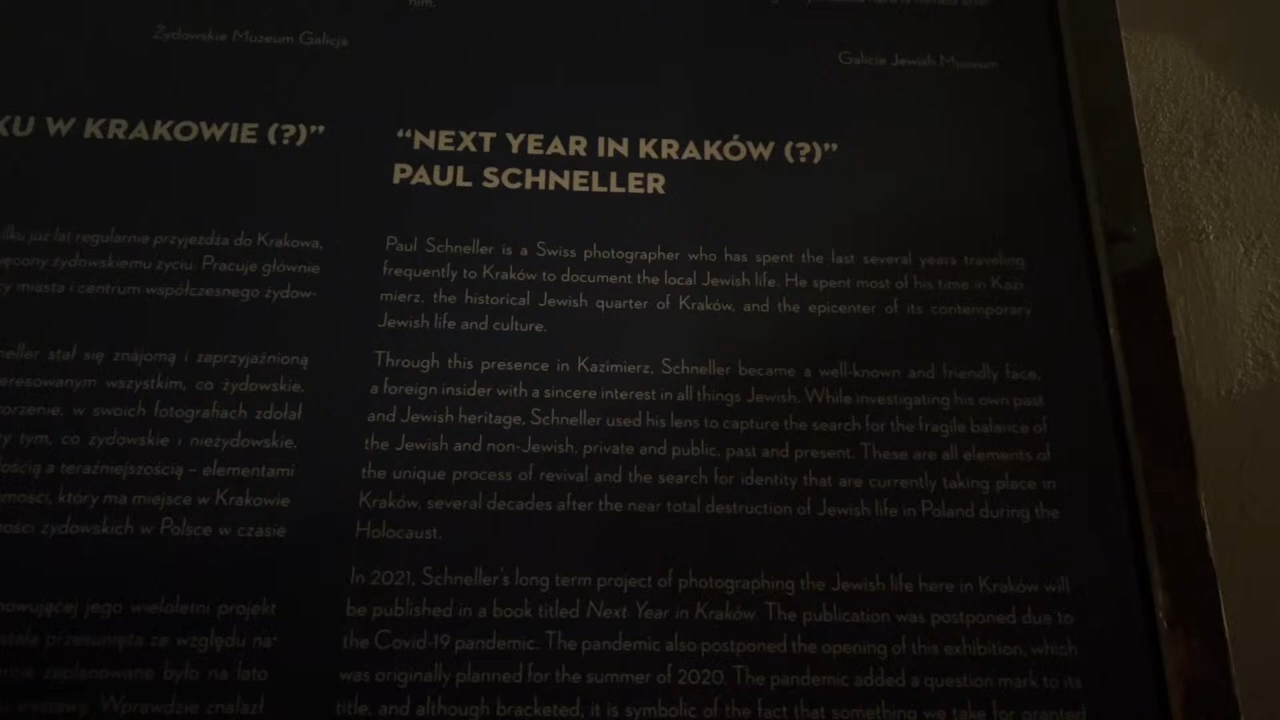 him.
Żydowskie Muzeum Galicja
Galicia Jewish Museum
KU W KRAKOWIE (?)”
już lat regularnie przyjeżdża do Krakowa,
żydowskiemu życiu. Pracuje głównie
miasta i centrum współczesnego żydow-
stał się znajomą i zaprzyjaźnioną
wszystkim, co żydowskie.
w swoich fotografiach zdołał
tym, co żydowskie i nieżydowskie,
a teraźniejszością – elementami
który ma miejsce w Krakowie
żydowskich w Polsce w czasie
jego wieloletni projekt
przesunięta ze względu na
zaplanowane było na lato
wystawy. Wprawdzie znalazł
“NEXT YEAR IN KRAKÓW (?)”
PAUL SCHNELLER
Paul Schneller is a Swiss photographer who has spent the last several years traveling
frequently to Kraków to document the local Jewish life. He spent most of his time in Kazi
mierz, the historical Jewish quarter of Kraków, and the epicenter of its contemporary
Jewish life and culture.
Through this presence in Kazimierz, Schneller became a well-known and friendly face,
a foreign insider with a sincere interest in all things Jewish. While investigating his own past
and Jewish heritage, Schneller used his lens to capture the search for the fragile balance of
the Jewish and non-Jewish, private and public, past and present. These are all elements of
the unique process of revival and the search for identity that are currently taking place in
Kraków, several decades after the near total destruction of Jewish life in Poland during the
Holocaust.
In 2021, Schneller’s long term project of photographing the Jewish life here in Kraków will
be published in a book titled Next Year in Kraków. The publication was postponed due to
the Covid-19 pandemic. The pandemic also postponed the opening of this exhibition, which
was originally planned for the summer of 2020. The pandemic added a question mark to its
title, and although bracketed, it is symbolic of the fact that something we take for granted